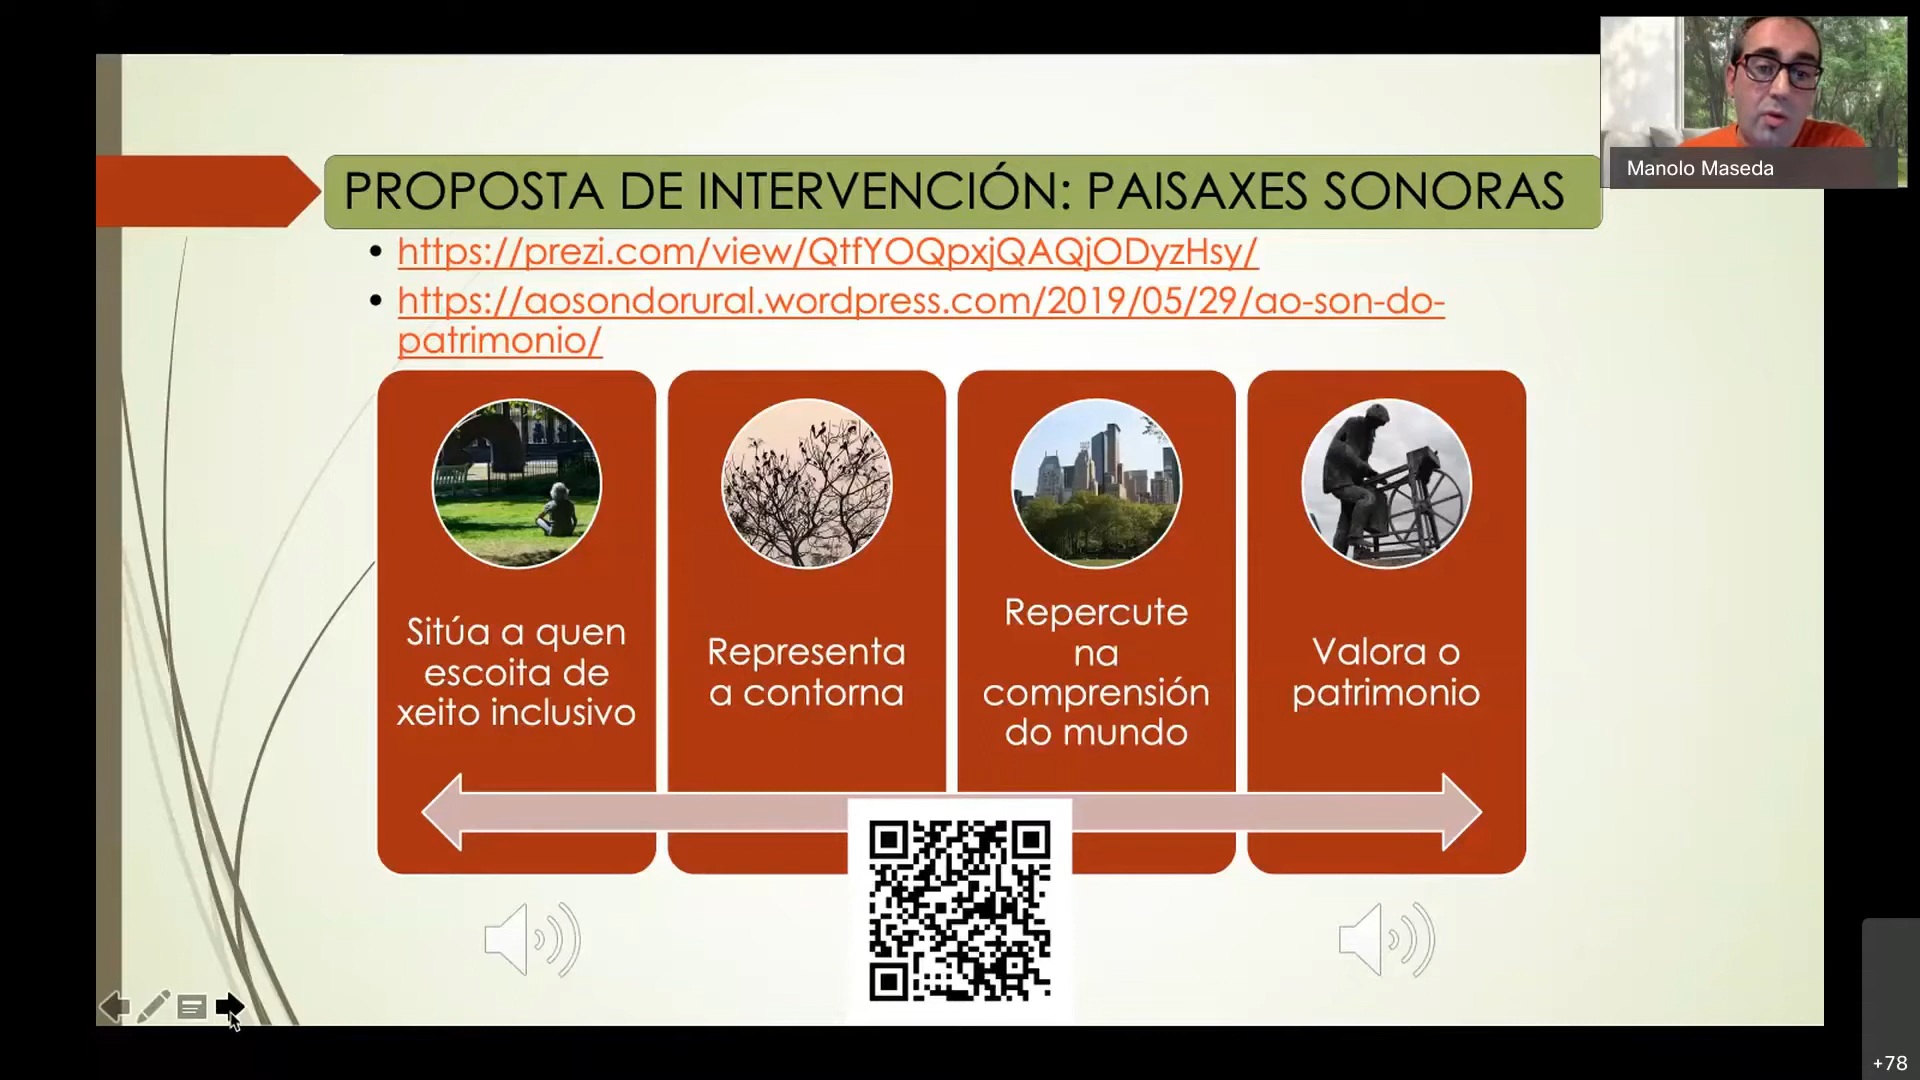 Manolo Maseda
PROPOSTA DE INTERVENCIÓN: PAISAXES SONORAS
• https://prezi.com/view/QtfYOQpxjQAQjODyzHsy/
• https://aosondorural.wordpress.com/2019/05/29/ao-son-do-
patrimonio/
Sitúa a quen
escoita de
xeito inclusivo
Representa
a contorna
Repercute
na
comprensión
do mundo
Valora o
patrimonio
+78